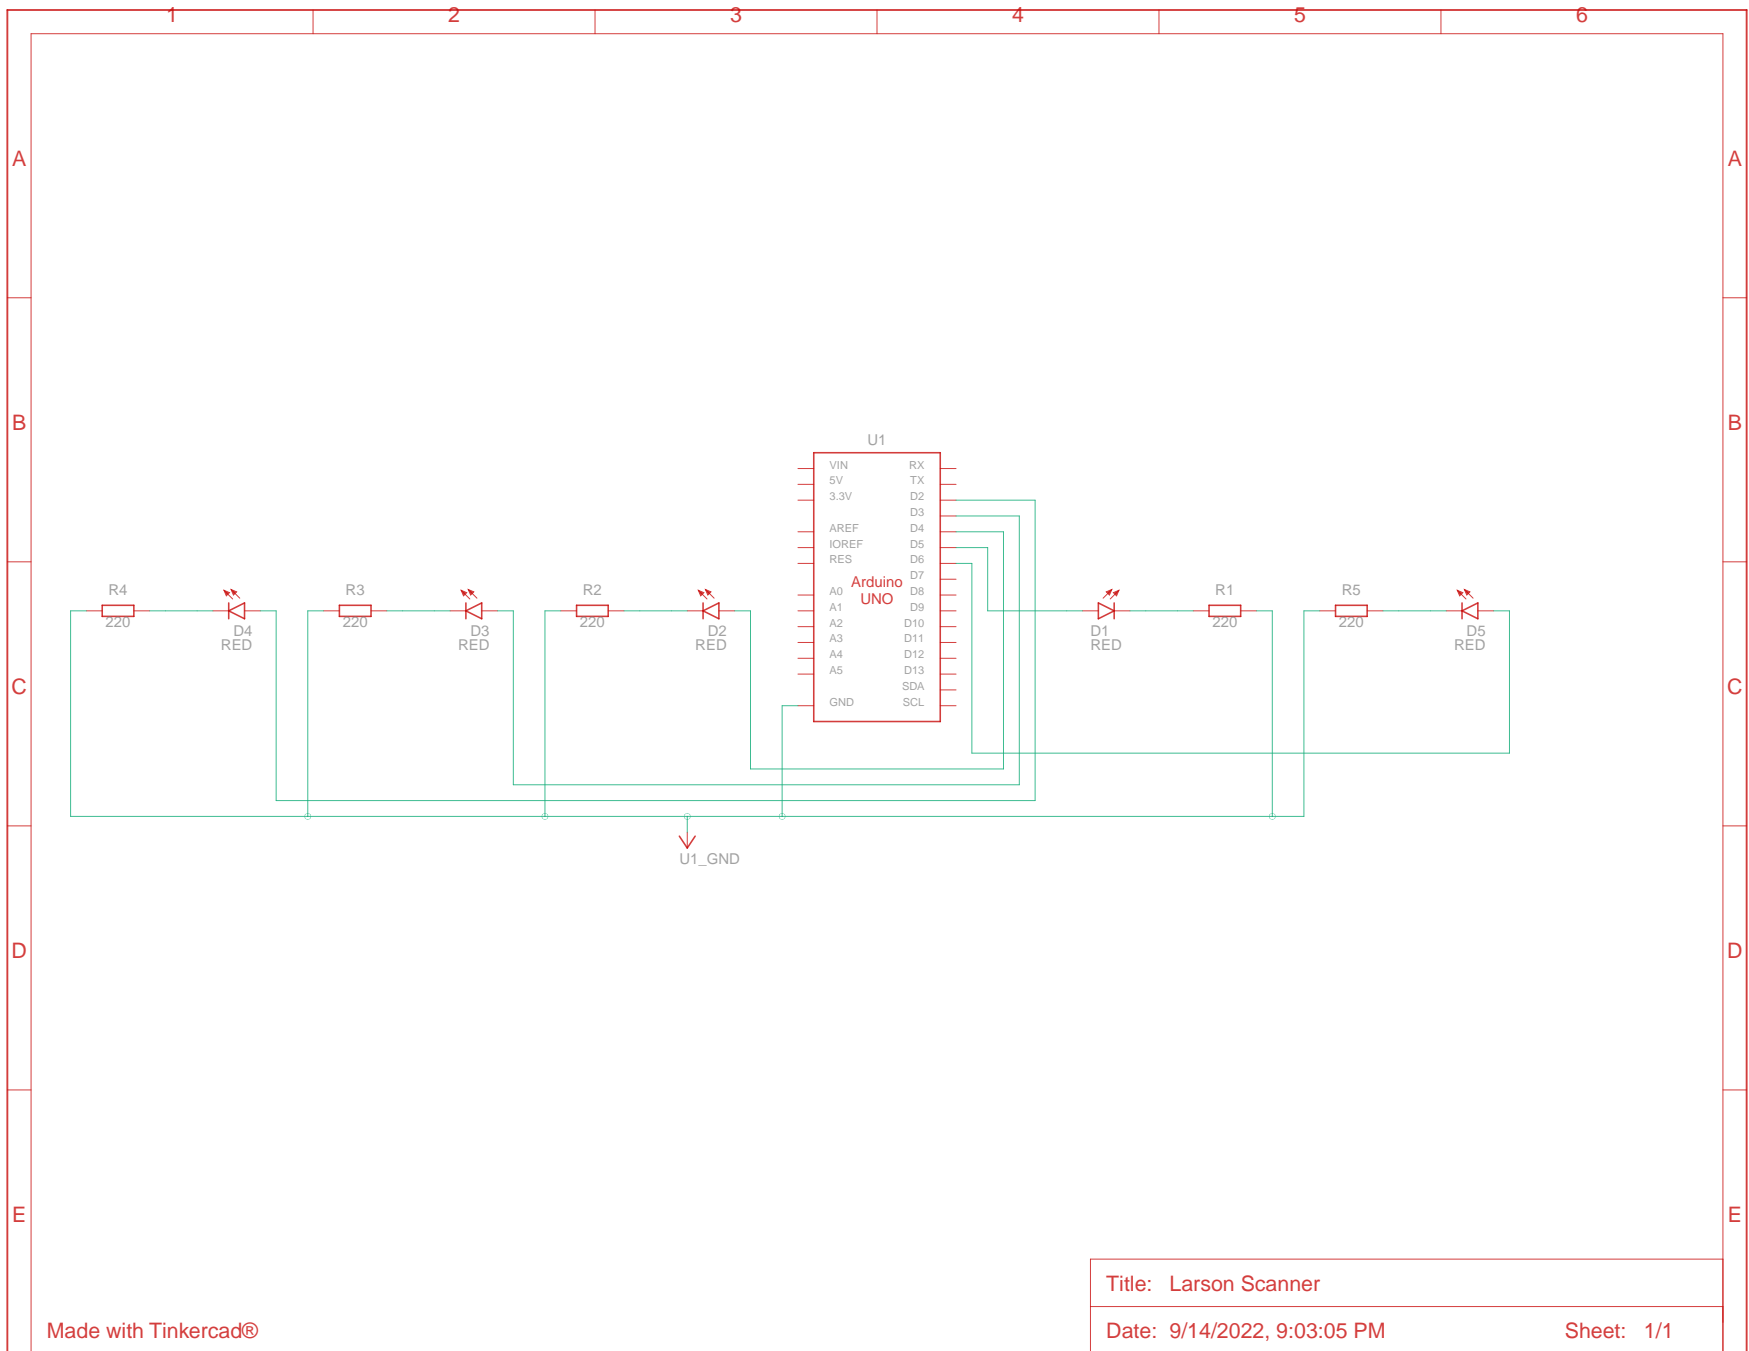 1 2 3 4 5 6
A A
B B
U1
VIN RX
5V TX
3.3V D2
D3
AREF D4
IOREF D5
RES D6
D7
Arduino
UNO
A0 D8
A1 D9
A2 D10
A3 D11
A4 D12
A5 D13
SDA
GND SCL
R4 R3 R2 R1 R5
220 220 220 220 220
D4 D3 D2 D1 D5
RED RED RED RED RED
C C
U1_GND
D D
E E
Title: Larson Scanner
Made with Tinkercad® Date: 9/14/2022, 9:03:05 PM Sheet: 1/1